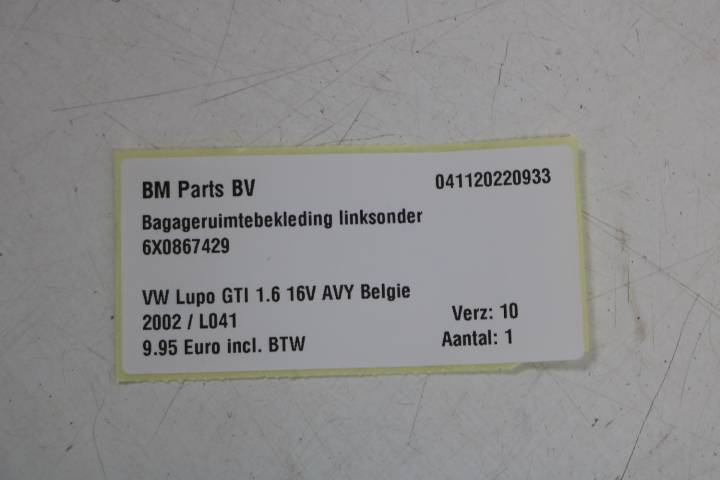 BM Parts BV 041120220933
Bagageruimtebekleding linksonder
6X0867429
VW Lupo GTI 1.6 16V AVY Belgie
2002 / L041 Verz: 10
9.95 Euro incl. BTW Aantal: 1